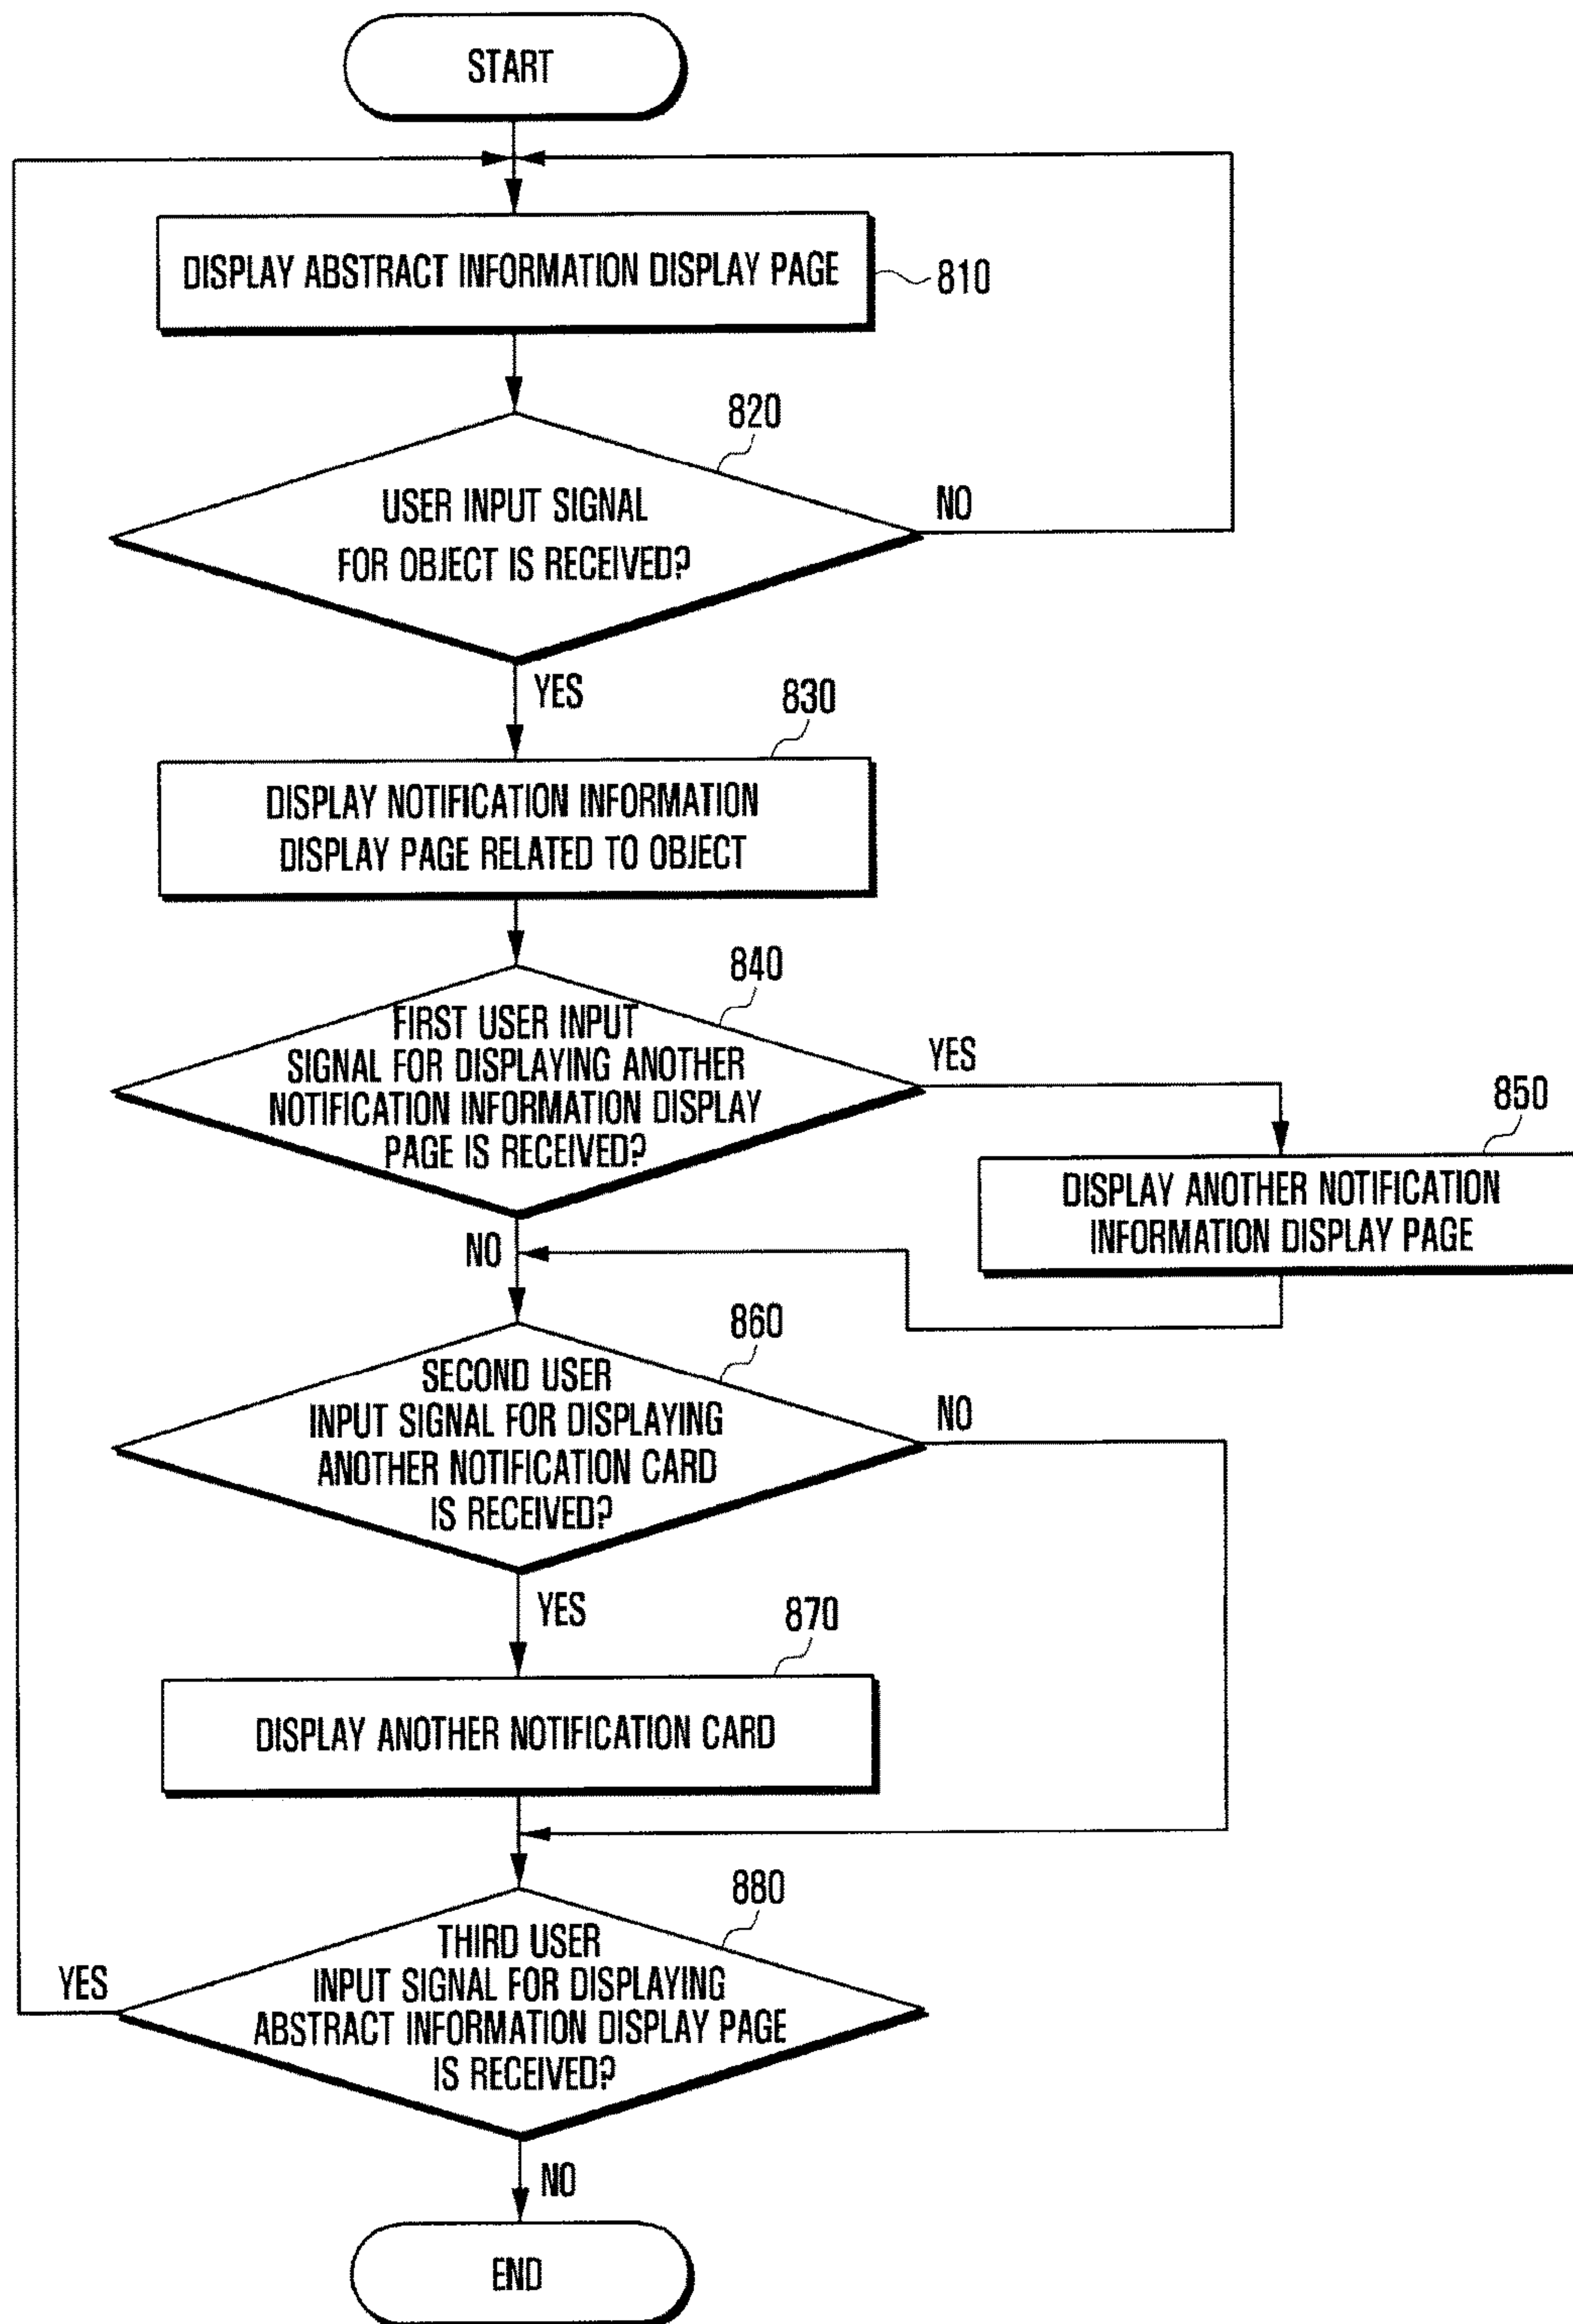 START
DISPLAY ABSTRACT INFORMATION DISPLAY PAGE
810
820
USER INPUT SIGNAL
FOR OBJECT IS RECEIVED?
NO
YES
830
DISPLAY NOTIFICATION INFORMATION
DISPLAY PAGE RELATED TO OBJECT
840
FIRST USER INPUT
SIGNAL FOR DISPLAYING ANOTHER
NOTIFICATION INFORMATION DISPLAY
PAGE IS RECEIVED?
YES
850
DISPLAY ANOTHER NOTIFICATION
INFORMATION DISPLAY PAGE
NO
860
SECOND USER
INPUT SIGNAL FOR DISPLAYING
ANOTHER NOTIFICATION CARD
IS RECEIVED?
NO
YES
870
DISPLAY ANOTHER NOTIFICATION CARD
880
THIRD USER
INPUT SIGNAL FOR DISPLAYING
ABSTRACT INFORMATION DISPLAY PAGE
IS RECEIVED?
YES
NO
END